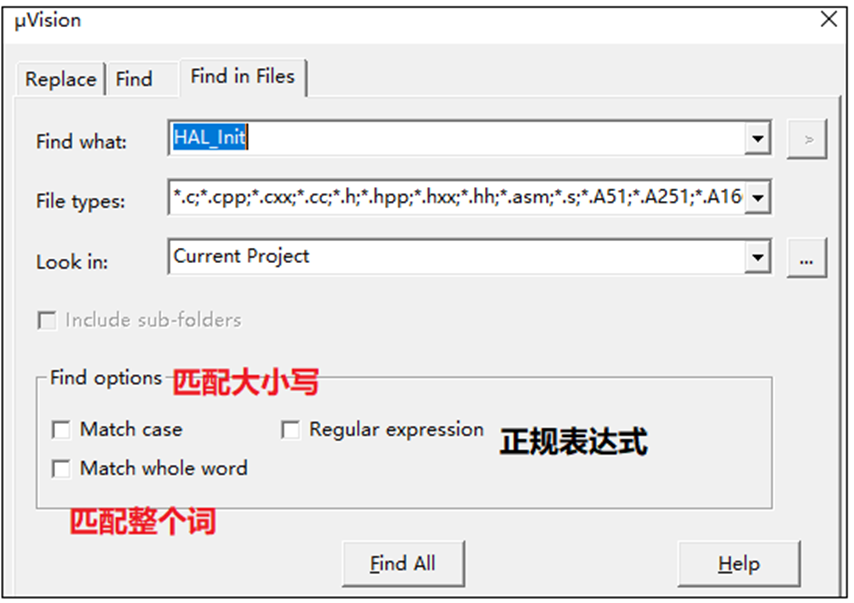 μVision
Replace Find Find in Files
Find what: HAL_Init >
File types: *.c;*.cpp;*.cxx;*.cc;*.h;*.hpp;*.hxx;*.hh;*.asm;*.s;*.A51;*.A251;*.A16
Look in: Current Project ...
Include sub-folders
Find options 匹配大小写
Match case Regular expression 正规表达式
Match whole word
匹配整个词
Find All Help